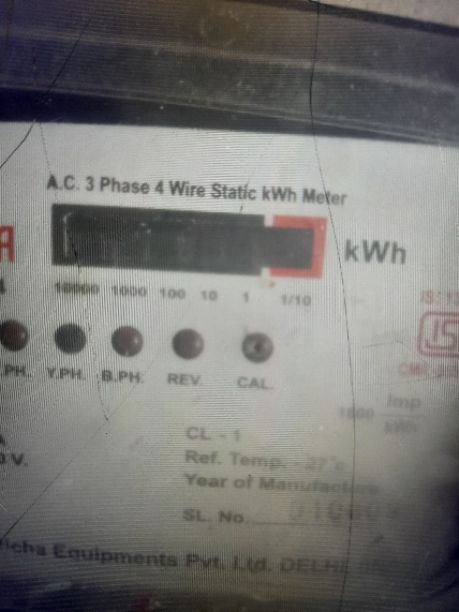 A.C. 3 Phase 4 Wire Static kWh Meter
kWh
10000 1000 100 10 1 1/10
Y.PH. B.PH. REV. CAL.
Imp
kWh
CL - 1
Ref. Temp. - 27°c
Year of Manufacture
SL. No.
Equipments Pvt. Ltd. DELHI